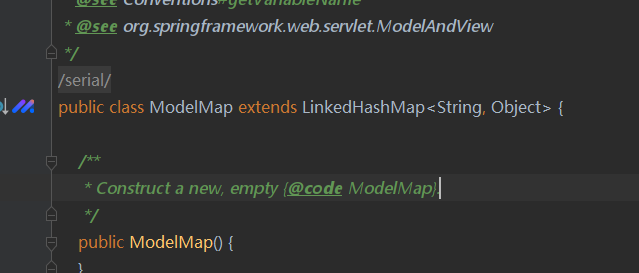 * @see Conventions#getVariableName
* @see org.springframework.web.servlet.ModelAndView
*/
/serial/
public class ModelMap extends LinkedHashMap<String, Object> {
/**
* Construct a new, empty {@code ModelMap}.
*/
public ModelMap() {
}